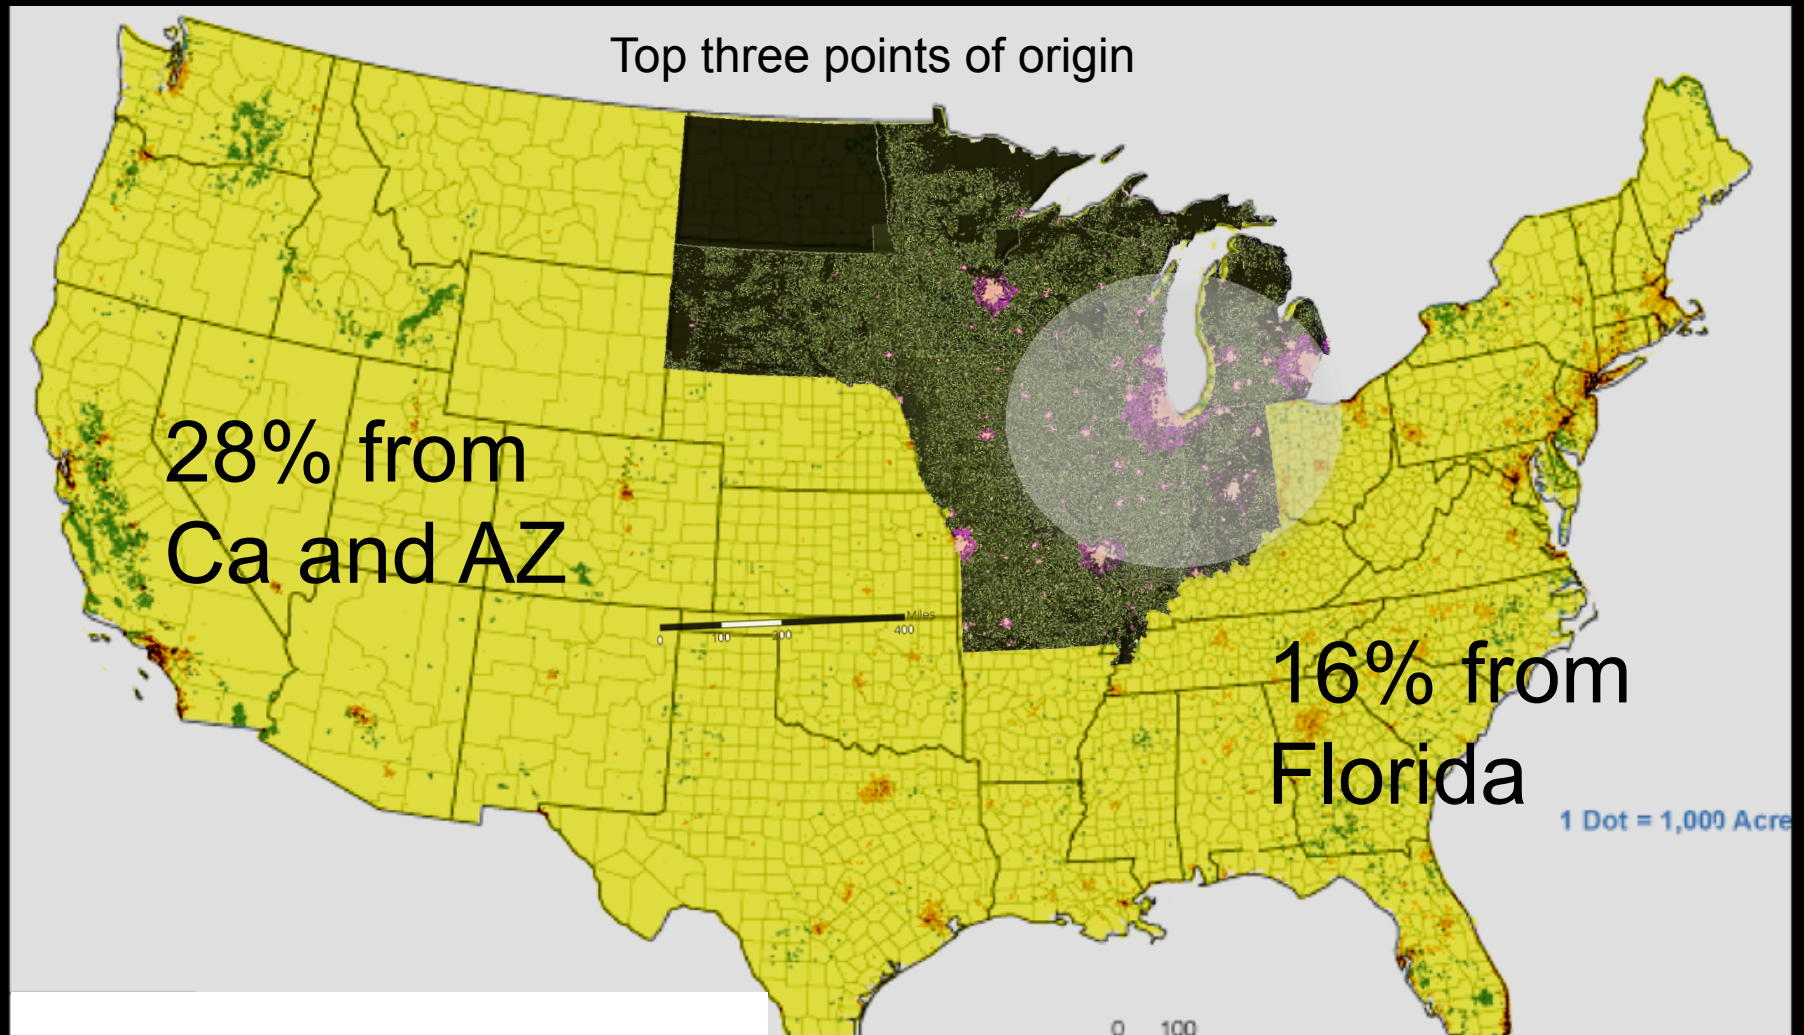 Top three points of origin
28% from
Ca and AZ
Miles
0 100 200 400
16% from
Florida
1 Dot = 1,000 Acre
0 100